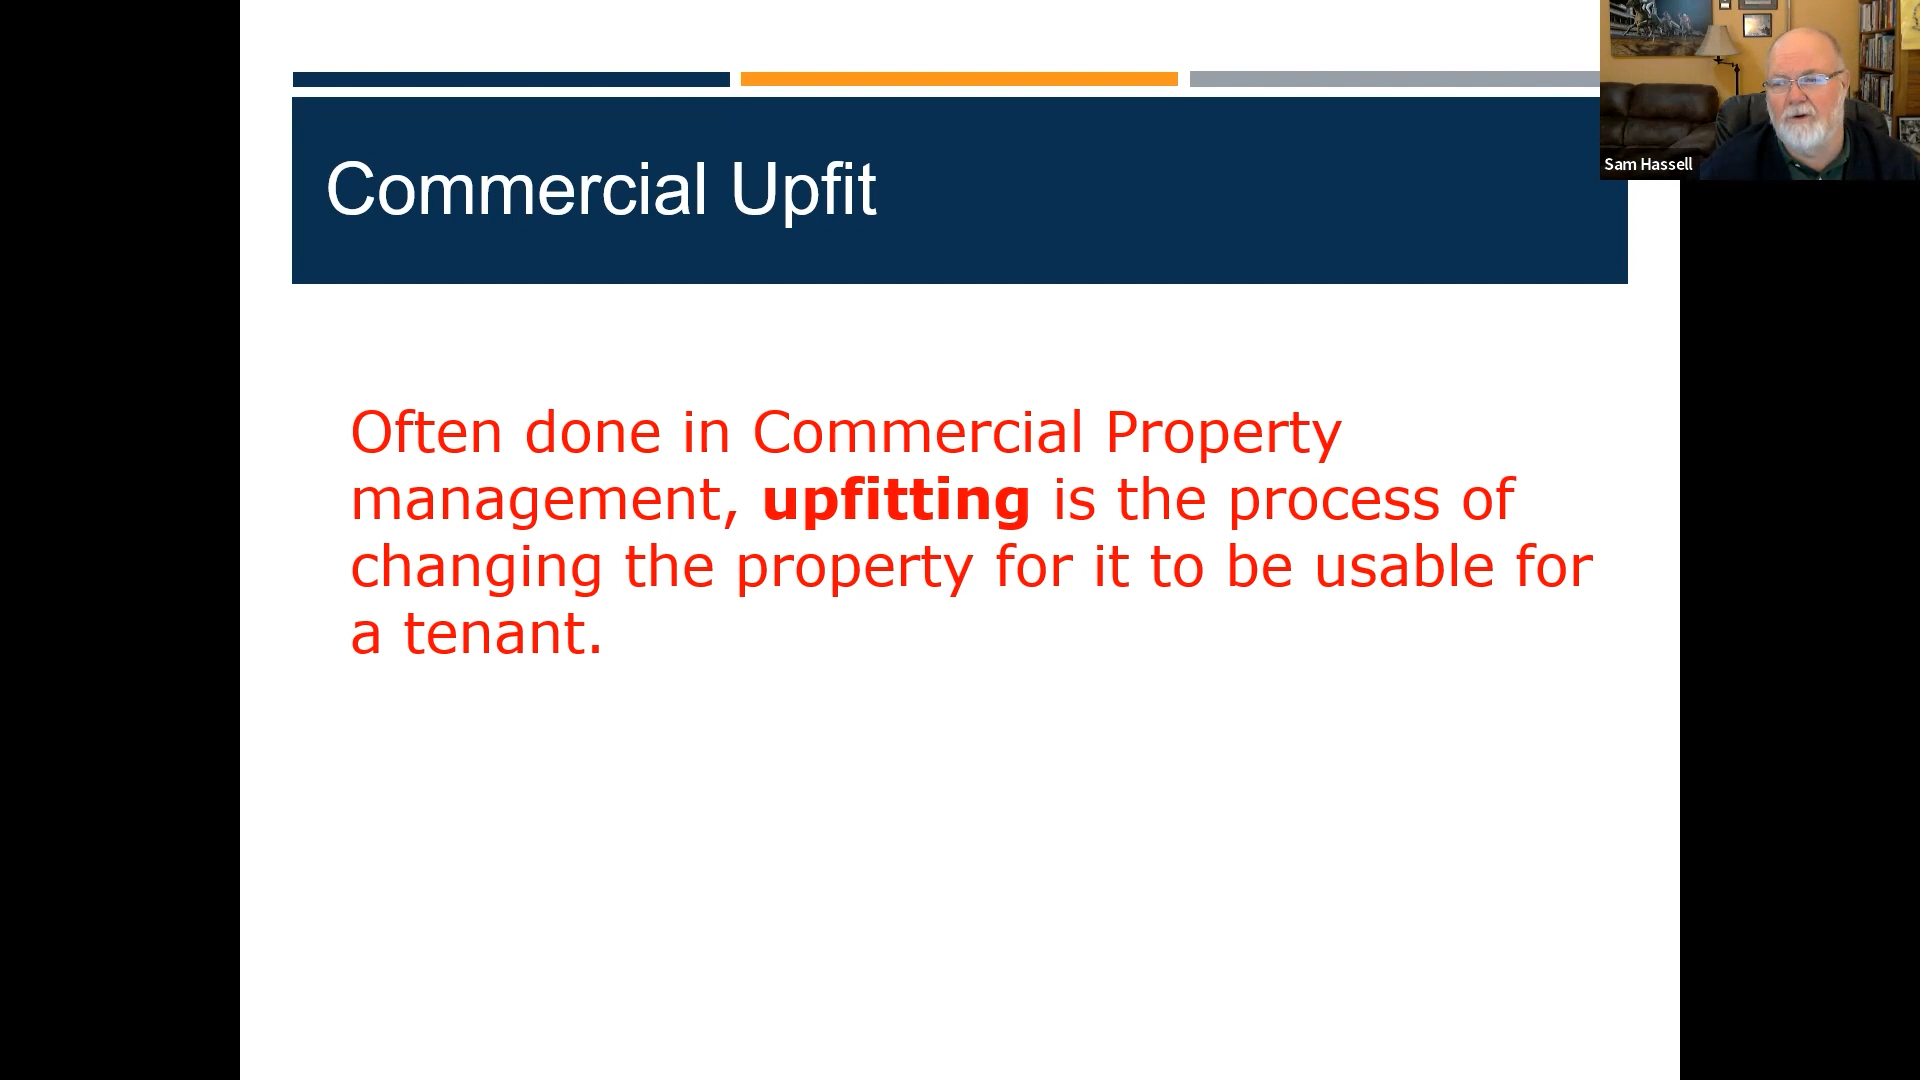 Commercial Upfit
Sam Hassell
Often done in Commercial Property
management, upfitting is the process of
changing the property for it to be usable for
a tenant.